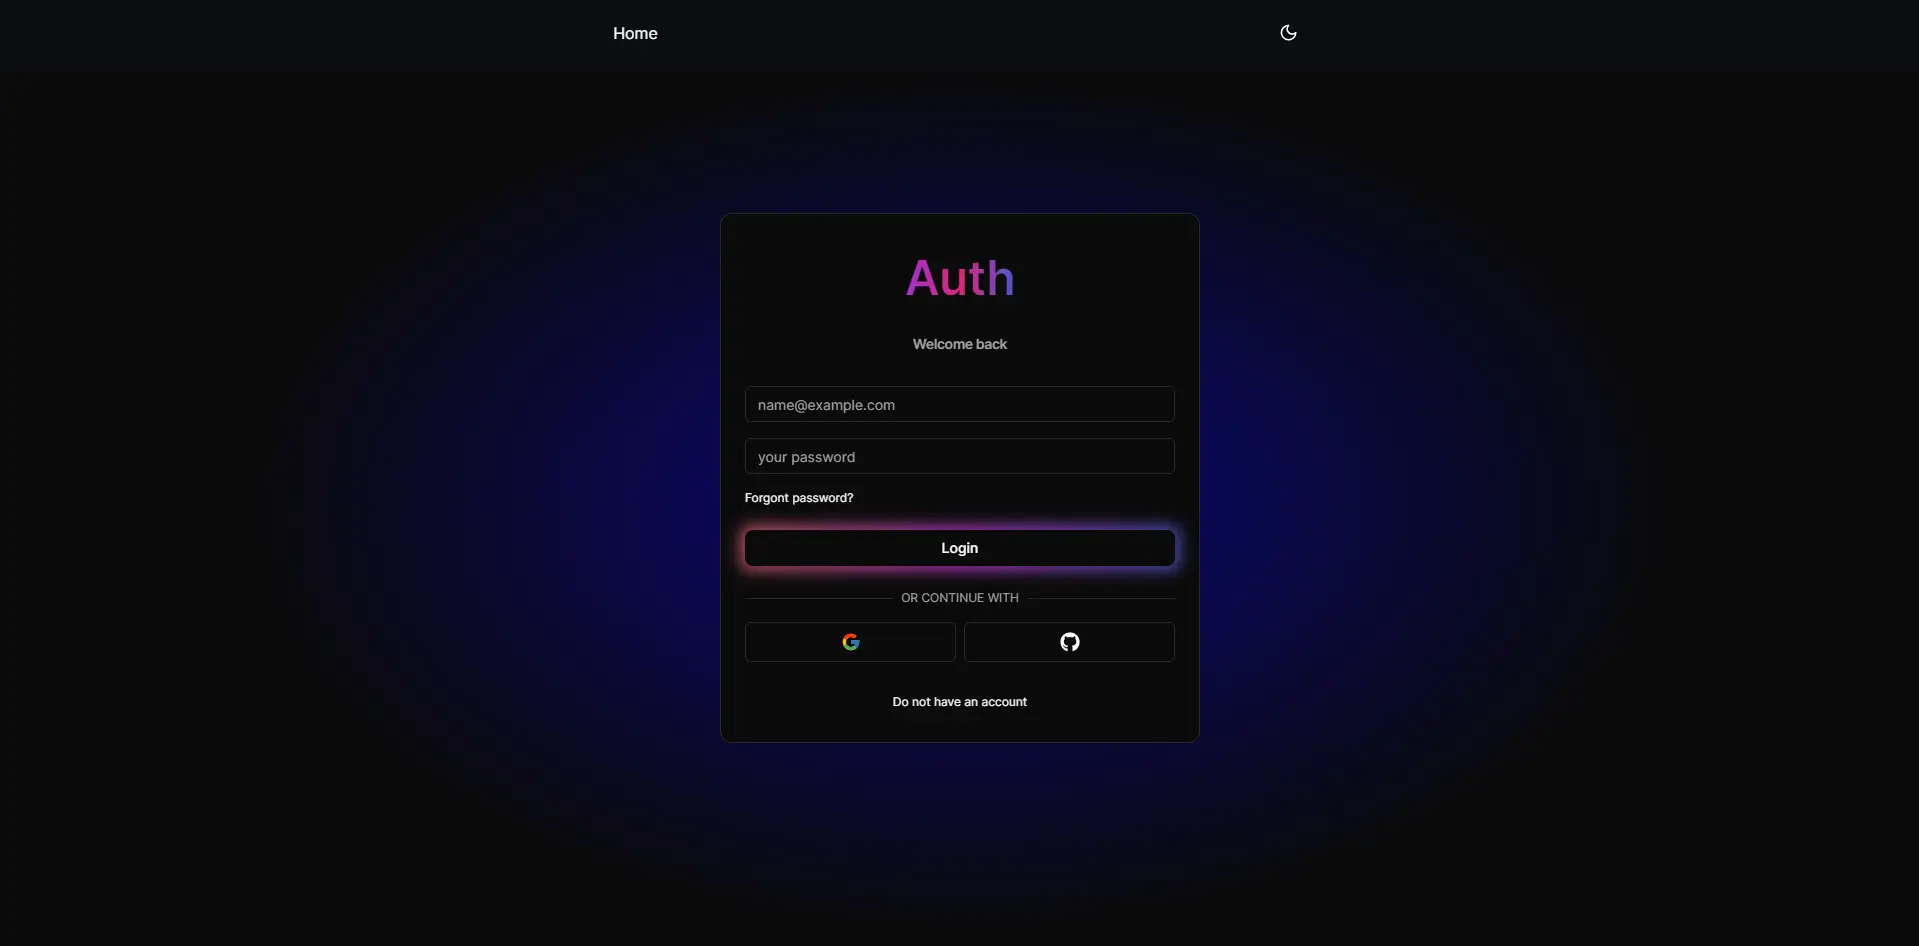 Home
Auth
Welcome back
name@example.com
your password
Forgont password?
Login
OR CONTINUE WITH
Do not have an account